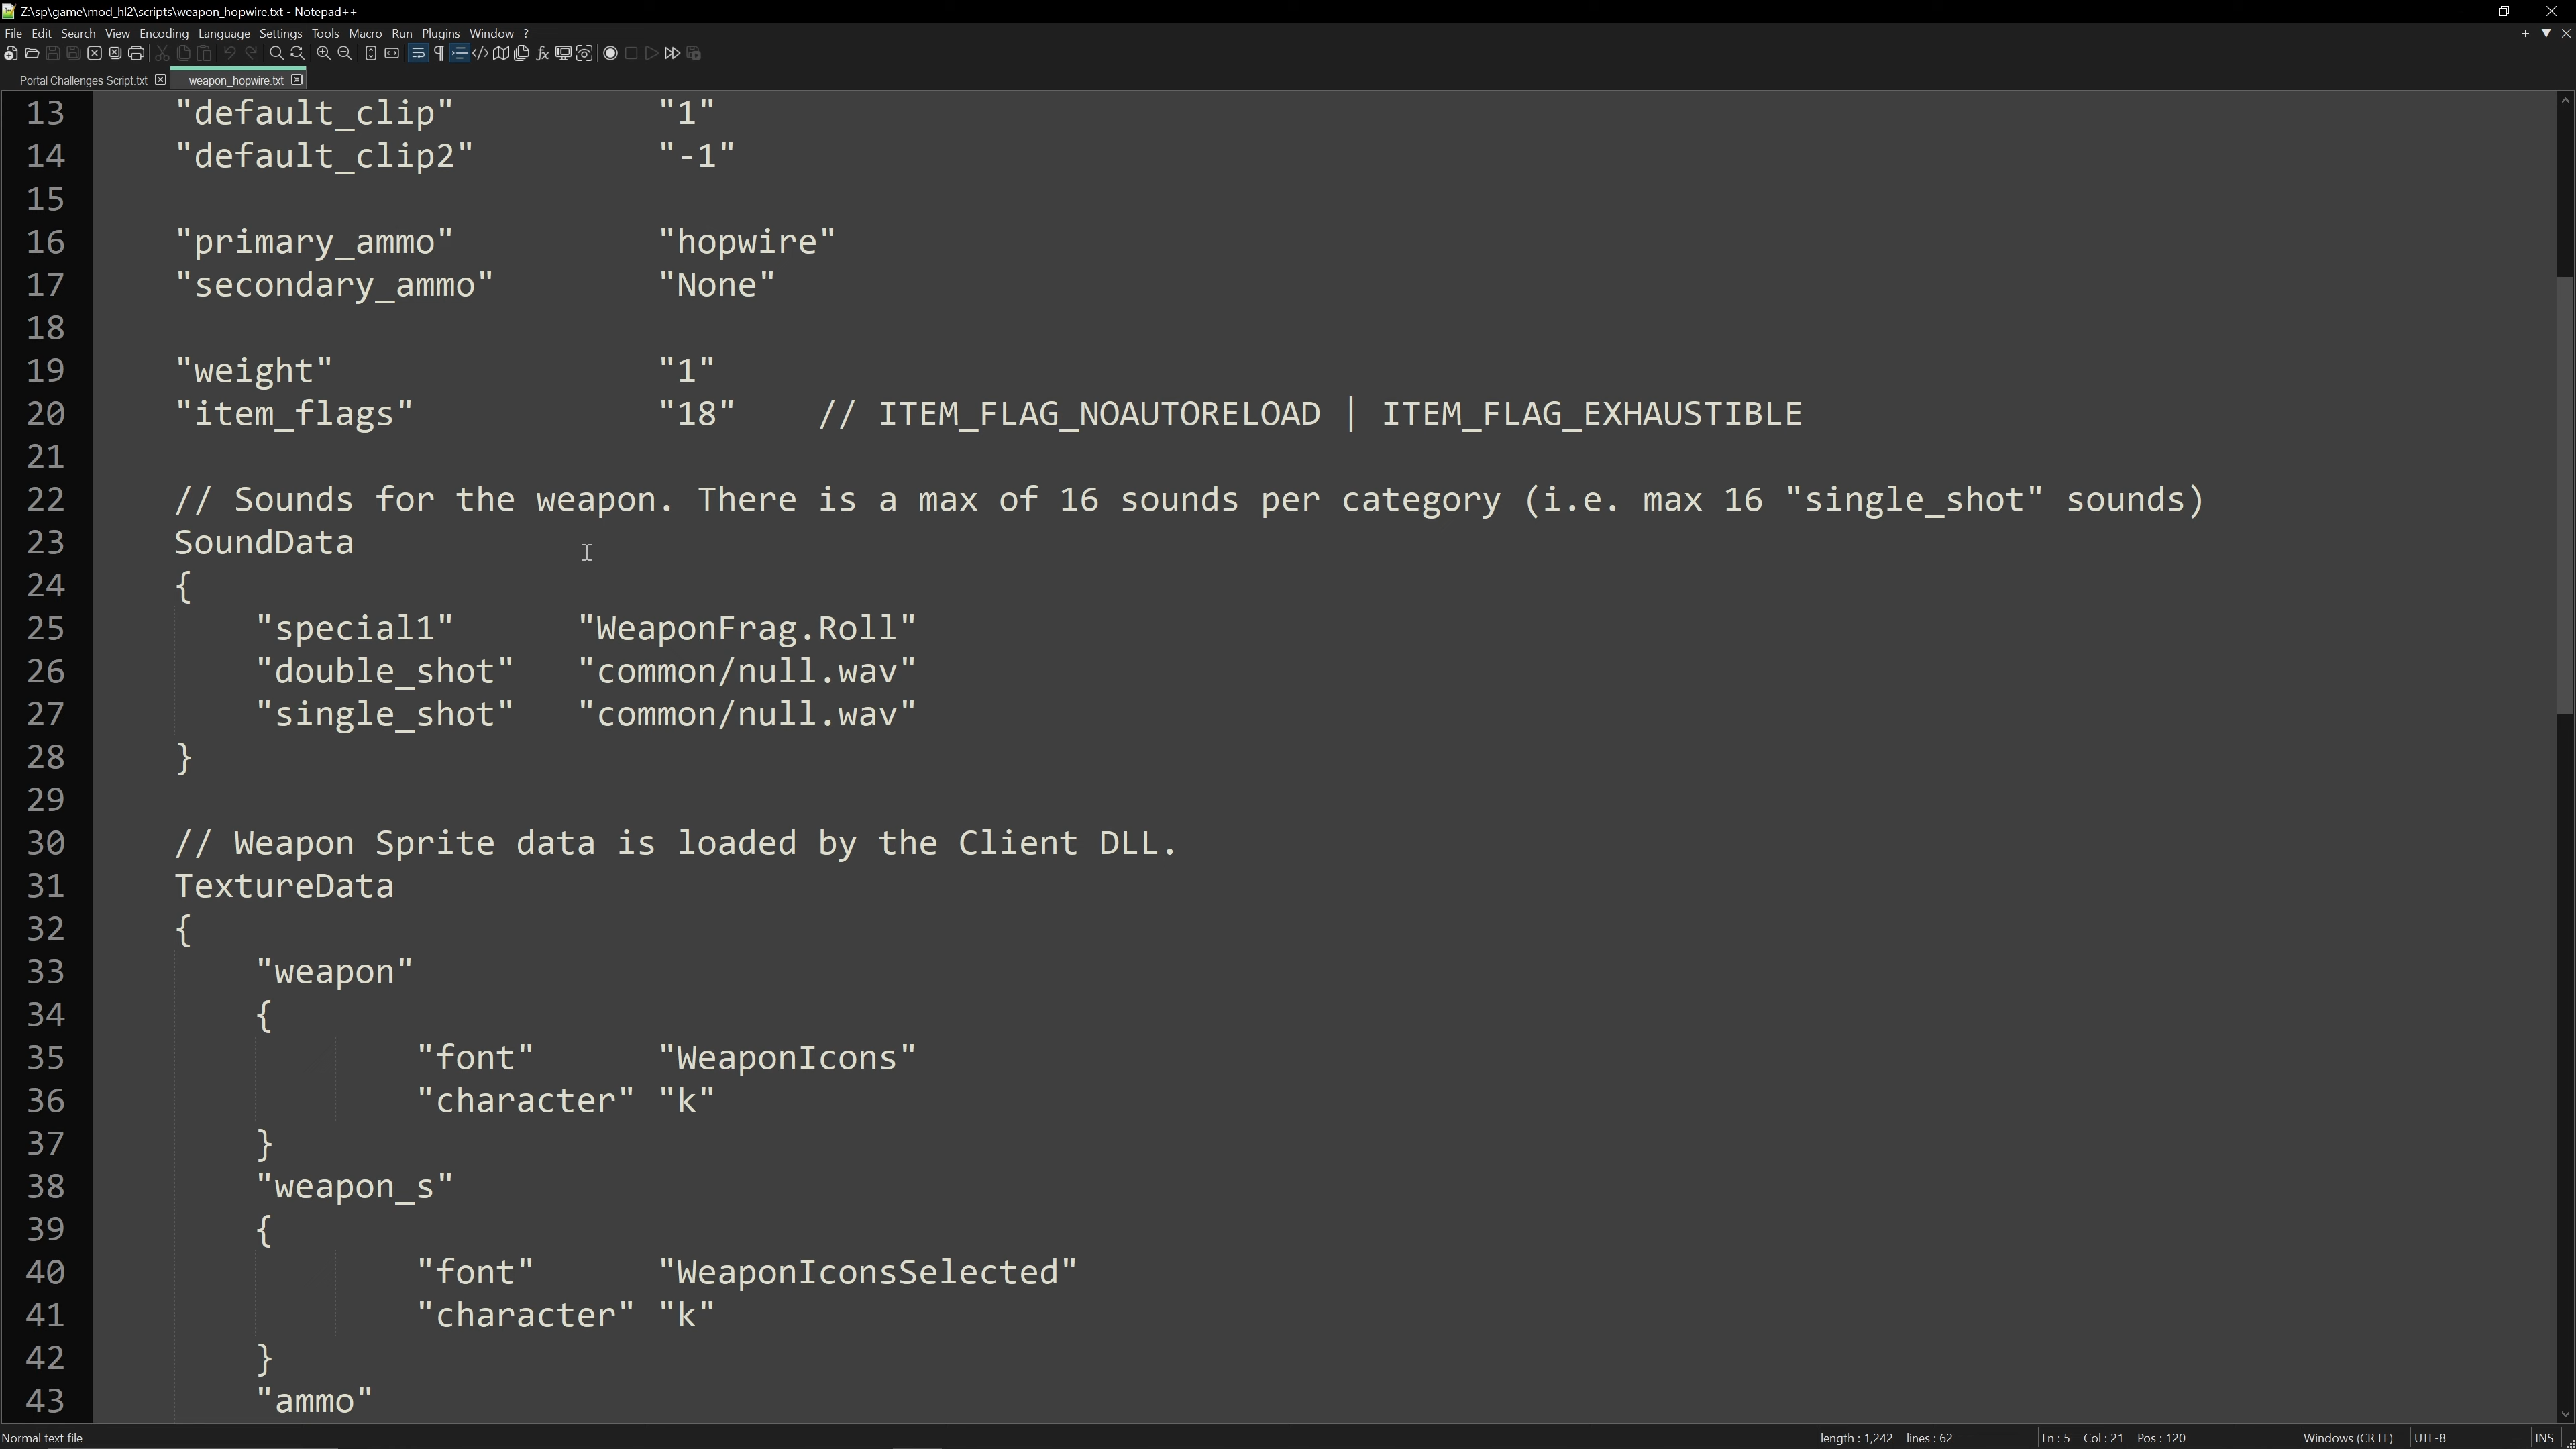 Z:\sp\game\mod_hl2\scripts\weapon_hopwire.txt - Notepad++
File Edit Search View Encoding Language Settings Tools Macro Run Plugins Window ?
Portal Challenges Script.txt weapon_hopwire.txt
13 "default_clip" "1"
14 "default_clip2" "-1"
15
16 "primary_ammo" "hopwire"
17 "secondary_ammo" "None"
18
19 "weight" "1"
20 "item_flags" "18" // ITEM_FLAG_NOAUTORELOAD | ITEM_FLAG_EXHAUSTIBLE
21
22 // Sounds for the weapon. There is a max of 16 sounds per category (i.e. max 16 "single_shot" sounds)
23 SoundData
24 {
25 "special1" "WeaponFrag.Roll"
26 "double_shot" "common/null.wav"
27 "single_shot" "common/null.wav"
28 }
29
30 // Weapon Sprite data is loaded by the Client DLL.
31 TextureData
32 {
33 "weapon"
34 {
35 "font" "WeaponIcons"
36 "character" "k"
37 }
38 "weapon_s"
39 {
40 "font" "WeaponIconsSelected"
41 "character" "k"
42 }
43 "ammo"
Normal text file length : 1,242 lines : 62 Ln : 5 Col : 21 Pos : 120 Windows (CR LF) UTF-8 INS